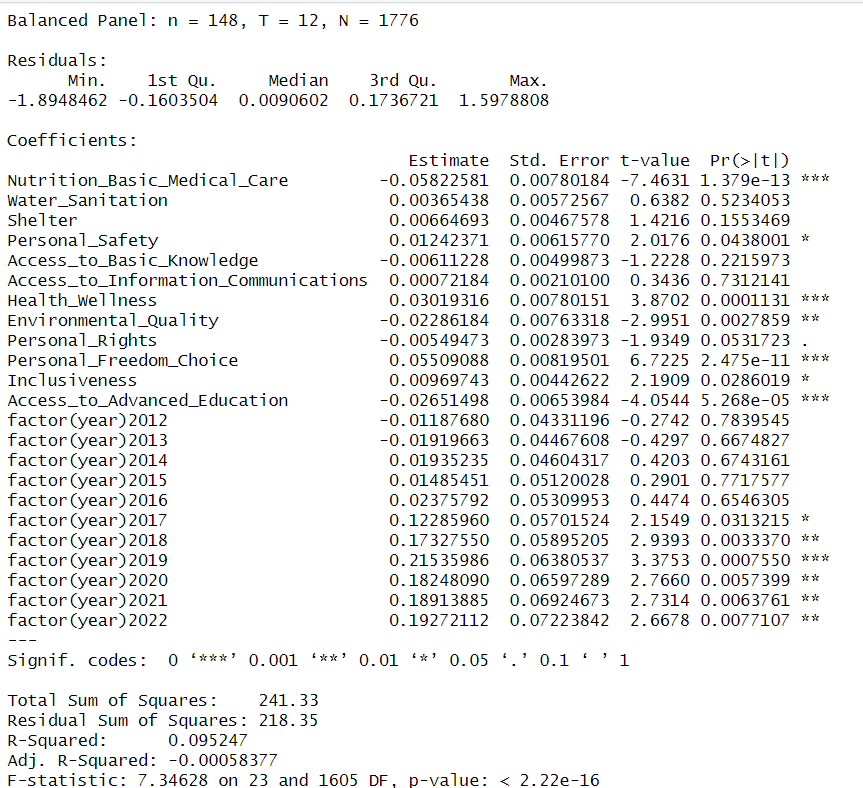 Balanced Panel: n = 148, T = 12, N = 1776
Residuals:
Min. 1st Qu. Median 3rd Qu. Max.
-1.8948462 -0.1603504 0.0090602 0.1736721 1.5978808
Coefficients:
Estimate Std. Error t-value Pr(>|t|)
Nutrition_Basic_Medical_Care -0.05822581 0.00780184 -7.4631 1.379e-13 ***
Water_Sanitation 0.00365438 0.00572567 0.6382 0.5234053
Shelter 0.00664693 0.00467578 1.4216 0.1553469
Personal_Safety 0.01242371 0.00615770 2.0176 0.0438001 *
Access_to_Basic_Knowledge -0.00611228 0.00499873 -1.2228 0.2215973
Access_to_Information_Communications 0.00072184 0.00210100 0.3436 0.7312141
Health_Wellness 0.03019316 0.00780151 3.8702 0.0001131 ***
Environmental_Quality -0.02286184 0.00763318 -2.9951 0.0027859 **
Personal_Rights -0.00549473 0.00283973 -1.9349 0.0531723 .
Personal_Freedom_Choice 0.05509088 0.00819501 6.7225 2.475e-11 ***
Inclusiveness 0.00969743 0.00442622 2.1909 0.0286019 *
Access_to_Advanced_Education -0.02651498 0.00653984 -4.0544 5.268e-05 ***
factor(year)2012 -0.01187680 0.04331196 -0.2742 0.7839545
factor(year)2013 -0.01919663 0.04467608 -0.4297 0.6674827
factor(year)2014 0.01935235 0.04604317 0.4203 0.6743161
factor(year)2015 0.01485451 0.05120028 0.2901 0.7717577
factor(year)2016 0.02375792 0.05309953 0.4474 0.6546305
factor(year)2017 0.12285960 0.05701524 2.1549 0.0313215 *
factor(year)2018 0.17327550 0.05895205 2.9393 0.0033370 **
factor(year)2019 0.21535986 0.06380537 3.3753 0.0007550 ***
factor(year)2020 0.18248090 0.06597289 2.7660 0.0057399 **
factor(year)2021 0.18913885 0.06924673 2.7314 0.0063761 **
factor(year)2022 0.19272112 0.07223842 2.6678 0.0077107 **
---
Signif. codes: 0 ‘***’ 0.001 ‘**’ 0.01 ‘*’ 0.05 ‘.’ 0.1 ‘ ’ 1
Total Sum of Squares: 241.33
Residual Sum of Squares: 218.35
R-Squared: 0.095247
Adj. R-Squared: -0.00058377
F-statistic: 7.34628 on 23 and 1605 DF, p-value: < 2.22e-16